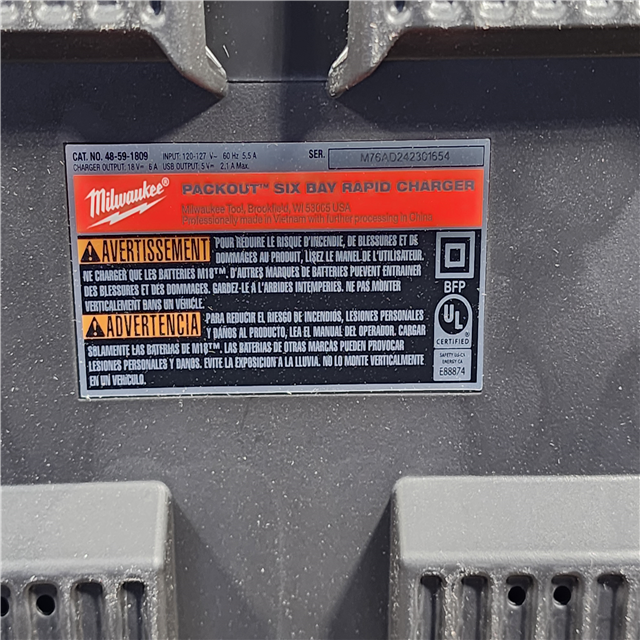 CAT. NO. 48-59-1809 INPUT: 120-127 V~ 60 Hz 5.5 A SER. M76AD242301654
CHARGER OUTPUT: 18 V⎓ 6 A USB OUTPUT: 5 V⎓ 2.1 A Max.
Milwaukee®
PACKOUT™ SIX BAY RAPID CHARGER
Milwaukee Tool, Brookfield, WI 53005 USA
Professionally made in Vietnam with further processing in China
AVERTISSEMENT POUR RÉDUIRE LE RISQUE D'INCENDIE, DE BLESSURES ET DE
DOMMAGES AU PRODUIT, LISEZ LE MANUEL DE L'UTILISATEUR.
NE CHARGER QUE LES BATTERIES M18™. D'AUTRES MARQUES DE BATTERIES PEUVENT ENTRAINER
DES BLESSURES ET DES DOMMAGES. GARDEZ-LE À L'ABRI DES INTEMPERIES. NE PAS MONTER
VERTICALEMENT DANS UN VÉHICLE.
ADVERTENCIA PARA REDUCIR EL RIESGO DE INCENDIOS, LESIONES PERSONALES
Y DAÑOS AL PRODUCTO, LEA EL MANUAL DEL OPERADOR. CARGAR
SOLAMENTE LAS BATERIAS DE M18™. LAS BATERIAS DE OTRAS MARCAS PUEDEN PROVOCAR
LESIONES PERSONALES Y DANOS. EVITE LA EXPOSICIÓN A LA LLUVIA. NO LO MONTE VERTICALMENTE
EN UN VEHÍCULO.
BFP
UL
CERTIFIED
SAFETY US-CA
ENERGY CA
E88874